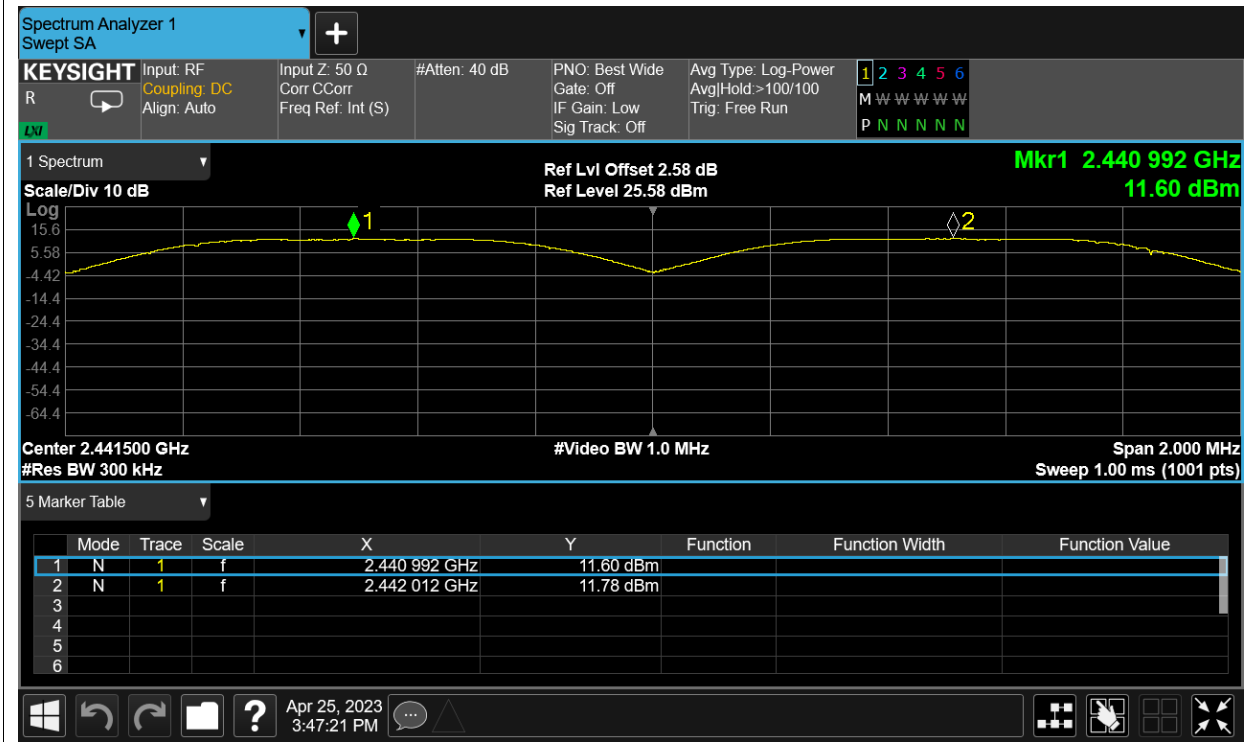 Spectrum Analyzer 1
Swept SA
+
KEYSIGHT Input: RF Input Z: 50 Ω #Atten: 40 dB PNO: Best Wide Avg Type: Log-Power 1 2 3 4 5 6
R Coupling: DC Corr CCorr Gate: Off Avg|Hold:>100/100 M W W W W W
Align: Auto Freq Ref: Int (S) IF Gain: Low Trig: Free Run
LXI Sig Track: Off P N N N N N
1 Spectrum Ref Lvl Offset 2.58 dB Mkr1 2.440 992 GHz
Scale/Div 10 dB Ref Level 25.58 dBm 11.60 dBm
Log
1 2
15.6
5.58
-4.42
-14.4
-24.4
-34.4
-44.4
-54.4
-64.4
Center 2.441500 GHz #Video BW 1.0 MHz Span 2.000 MHz
#Res BW 300 kHz Sweep 1.00 ms (1001 pts)
5 Marker Table
Mode Trace Scale X Y Function Function Width Function Value
1 N 1 f 2.440 992 GHz 11.60 dBm
2 N 1 f 2.442 012 GHz 11.78 dBm
3
4
5
6
? Apr 25, 2023
3:47:21 PM